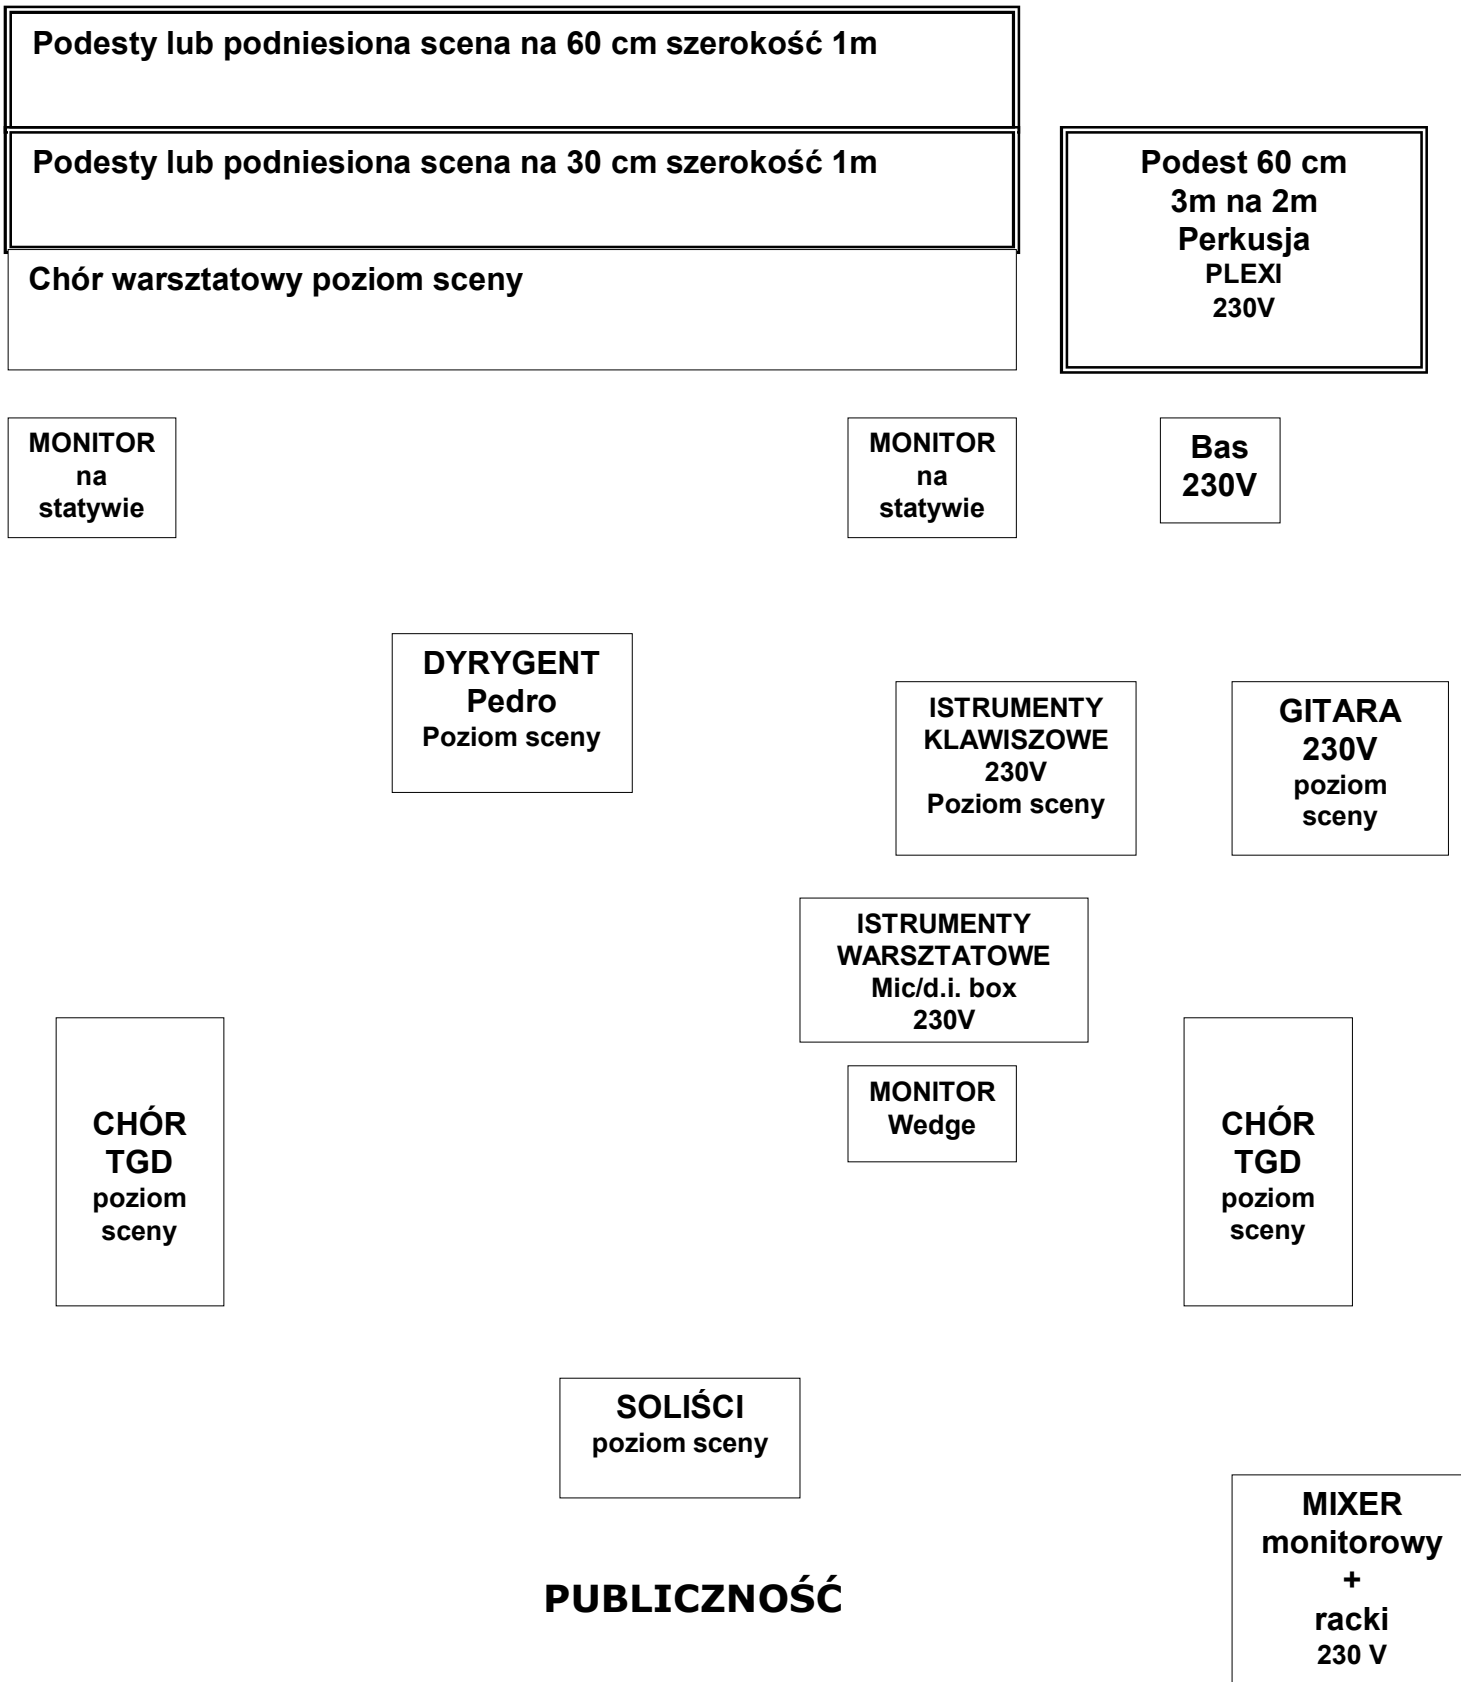 Podesty lub podniesiona scena na 60 cm szerokość 1m
Podesty lub podniesiona scena na 30 cm szerokość 1m
Podest 60 cm
3m na 2m
Perkusja
PLEXI
230V
Chór warsztatowy poziom sceny
MONITOR
na
statywie
MONITOR
na
statywie
Bas
230V
DYRYGENT
Pedro
Poziom sceny
ISTRUMENTY
KLAWISZOWE
230V
Poziom sceny
GITARA
230V
poziom
sceny
ISTRUMENTY
WARSZTATOWE
Mic/d.i. box
230V
CHÓR
TGD
poziom
sceny
MONITOR
Wedge
CHÓR
TGD
poziom
sceny
SOLIŚCI
poziom sceny
MIXER
monitorowy
+
racki
230 V
PUBLICZNOŚĆ